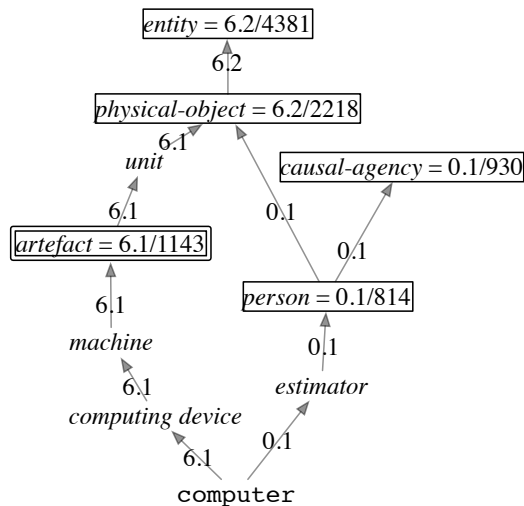 entity = 6.2/4381
6.2
physical-object = 6.2/2218
6.1
unit
causal-agency = 0.1/930
6.1
0.1
0.1
artefact = 6.1/1143
person = 0.1/814
6.1
machine
0.1
6.1
estimator
computing device
6.1
0.1
computer